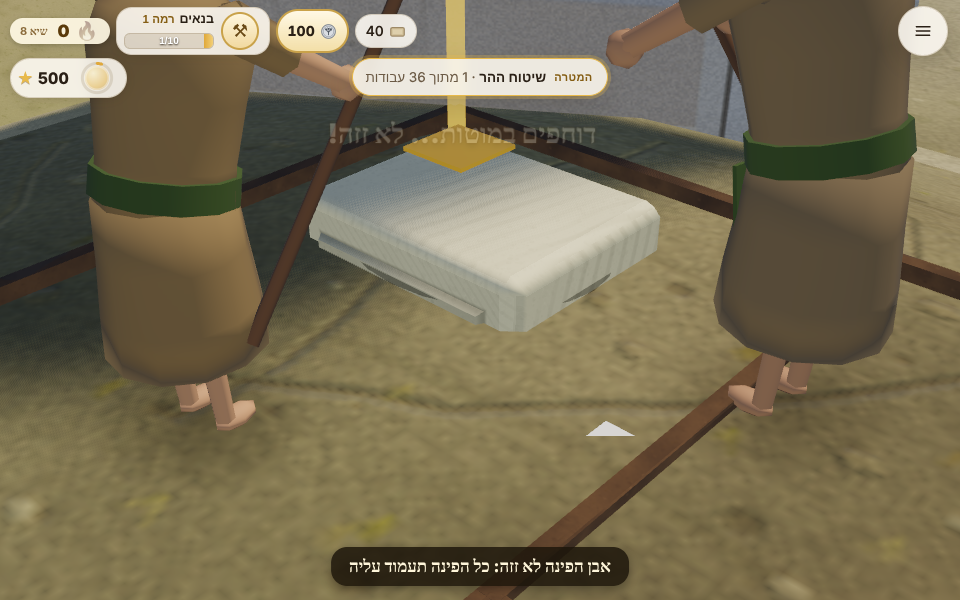 שיא 8 0
בנאים רמה 1
1/10
100
40
500
המטרה שיטוח ההר · 1 מתוך 36 עבודות
דוחפים במוטות... לא זזה!
אבן הפינה לא זזה: כל הפינה תעמוד עליה